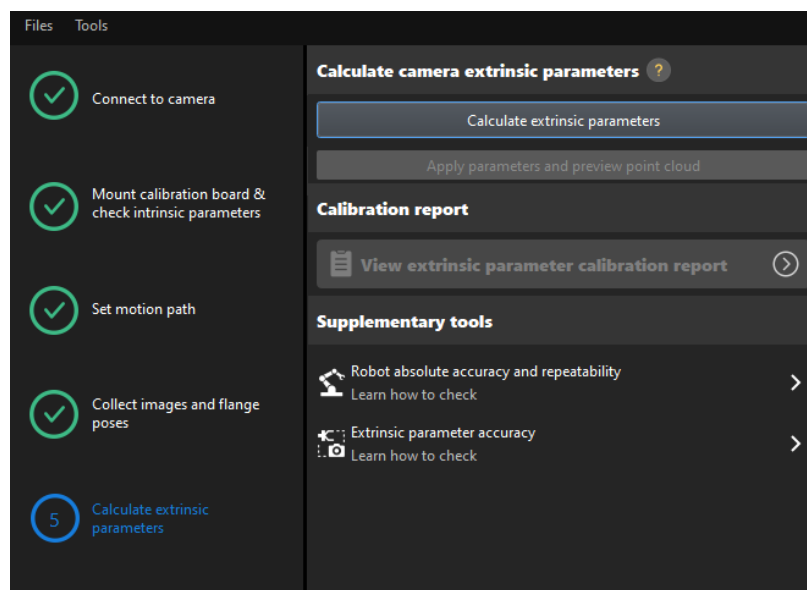 Files Tools
Connect to camera
Mount calibration board &
check intrinsic parameters
Set motion path
Collect images and flange
poses
5
Calculate extrinsic
parameters
Calculate camera extrinsic parameters ?
Calculate extrinsic parameters
Apply parameters and preview point cloud
Calibration report
View extrinsic parameter calibration report
Supplementary tools
Robot absolute accuracy and repeatability
Learn how to check
Extrinsic parameter accuracy
Learn how to check